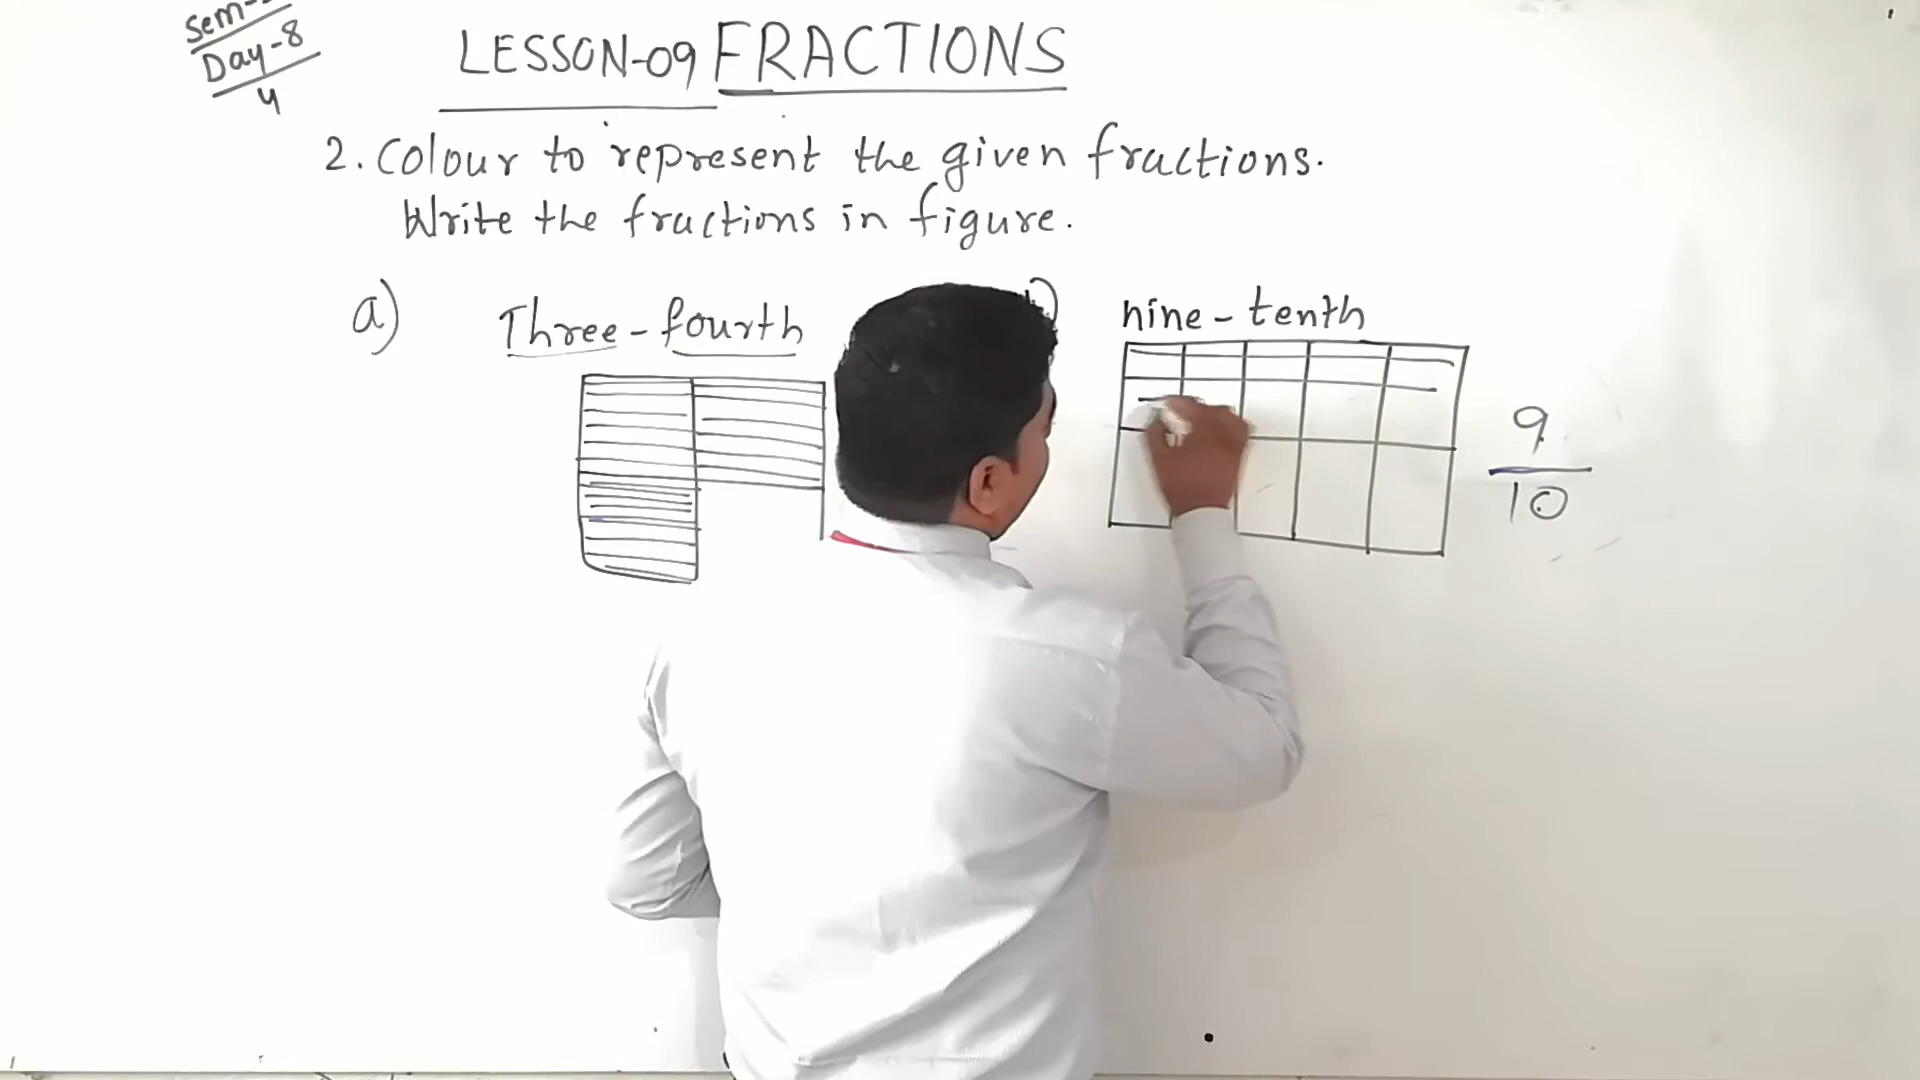 Day-8
4
LESSON-09 FRACTIONS
2. Colour to represent the given fractions.
Write the fractions in figure.
a) Three-fourth
nine-tenth
9
10